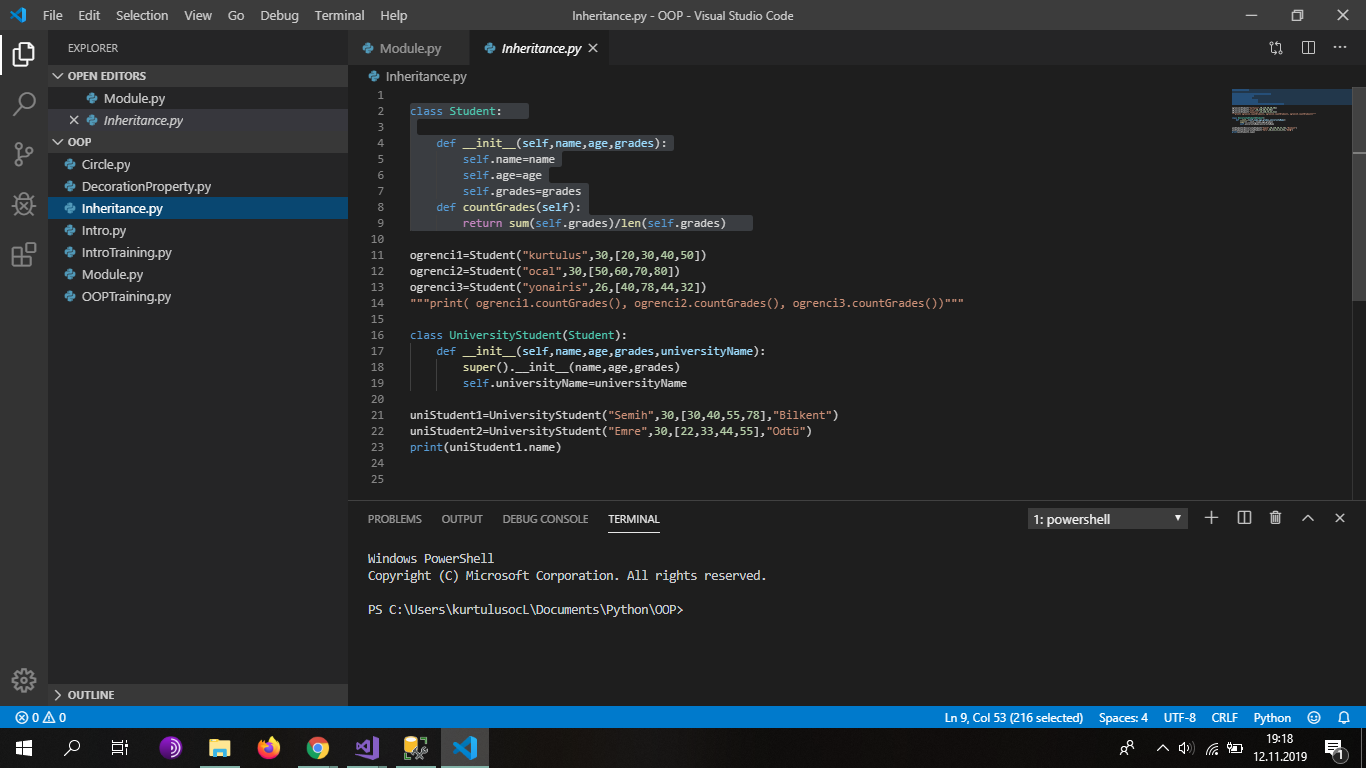 File Edit Selection View Go Debug Terminal Help
Inheritance.py - OOP - Visual Studio Code
EXPLORER
OPEN EDITORS
Module.py
Inheritance.py
OOP
Circle.py
DecorationProperty.py
Inheritance.py
Intro.py
IntroTraining.py
Module.py
OOPTraining.py
OUTLINE
Module.py
Inheritance.py
Inheritance.py
1
2 class Student:
3
4 def __init__(self,name,age,grades):
5 self.name=name
6 self.age=age
7 self.grades=grades
8 def countGrades(self):
9 return sum(self.grades)/len(self.grades)
10
11 ogrenci1=Student("kurtulus",30,[20,30,40,50])
12 ogrenci2=Student("ocal",30,[50,60,70,80])
13 ogrenci3=Student("yonairis",26,[40,78,44,32])
14 """print( ogrenci1.countGrades(), ogrenci2.countGrades(), ogrenci3.countGrades())"""
15
16 class UniversityStudent(Student):
17 def __init__(self,name,age,grades,universityName):
18 super().__init__(name,age,grades)
19 self.universityName=universityName
20
21 uniStudent1=UniversityStudent("Semih",30,[30,40,55,78],"Bilkent")
22 uniStudent2=UniversityStudent("Emre",30,[22,33,44,55],"Odtü")
23 print(uniStudent1.name)
24
25
PROBLEMS OUTPUT DEBUG CONSOLE TERMINAL
1: powershell
Windows PowerShell
Copyright (C) Microsoft Corporation. All rights reserved.
PS C:\Users\kurtulusocL\Documents\Python\OOP>
0 0
Ln 9, Col 53 (216 selected) Spaces: 4 UTF-8 CRLF Python
19:18
12.11.2019
1